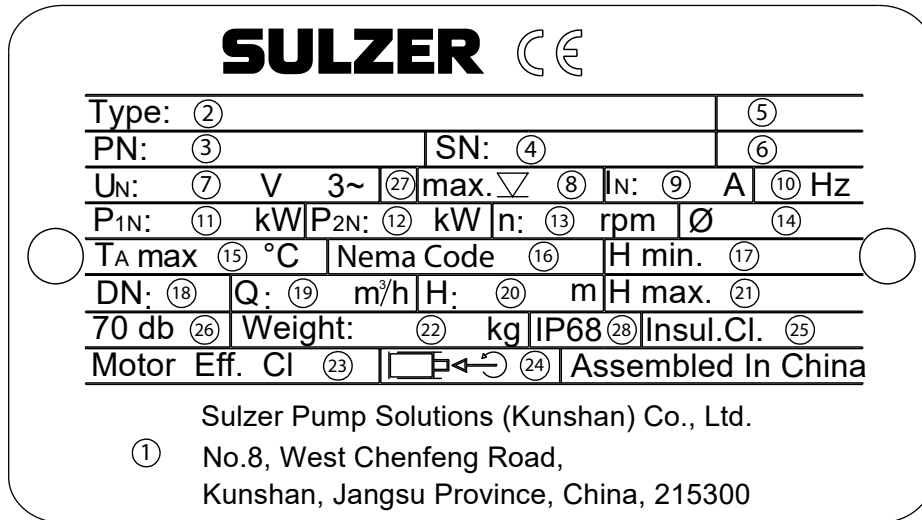 SULZER CE
Type: ② ⑤
PN: ③ SN: ④ ⑥
UN: ⑦ V 3~ ㉗ max. ⑧ IN: ⑨ A ⑩ Hz
P1N: ⑪ kW P2N: ⑫ kW n: ⑬ rpm Ø ⑭
TA max ⑮ °C Nema Code ⑯ H min. ⑰
DN: ⑱ Q: ⑲ m³/h H: ⑳ m H max. ㉑
70 db ㉖ Weight: ㉒ kg IP68 ㉘ Insul.Cl. ㉕
Motor Eff. Cl ㉓ ㉔ Assembled In China
Sulzer Pump Solutions (Kunshan) Co., Ltd.
① No.8, West Chenfeng Road,
Kunshan, Jangsu Province, China, 215300